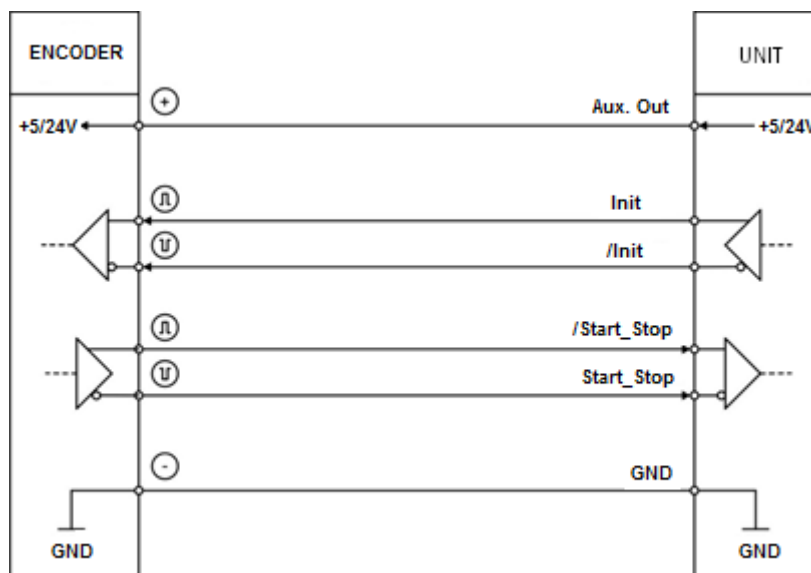 ENCODER
UNIT
+
Aux. Out
+5/24V
+5/24V
Init
/Init
/Start_Stop
Start_Stop
-
GND
GND
GND